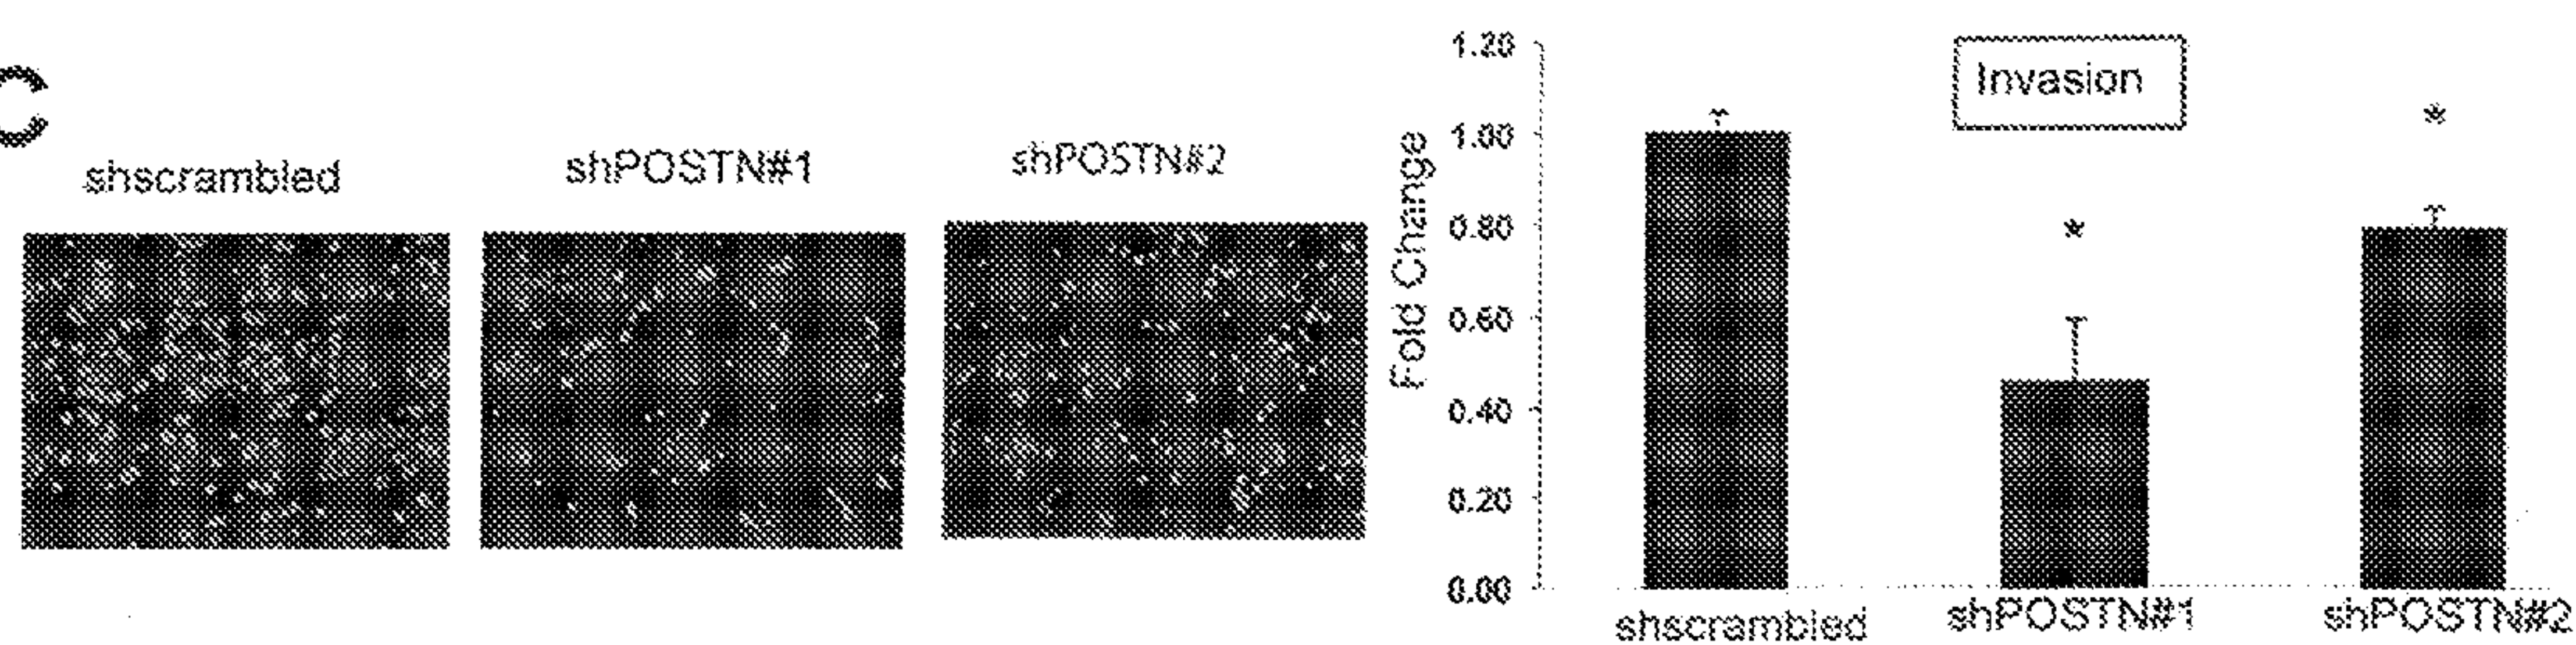 C
shscrambled
shPOSTN#1
shPOSTN#2
Fold Change
1.20
1.00
0.80
0.60
0.40
0.20
0.00
Invasion
*
*
shscrambled
shPOSTN#1
shPOSTN#2